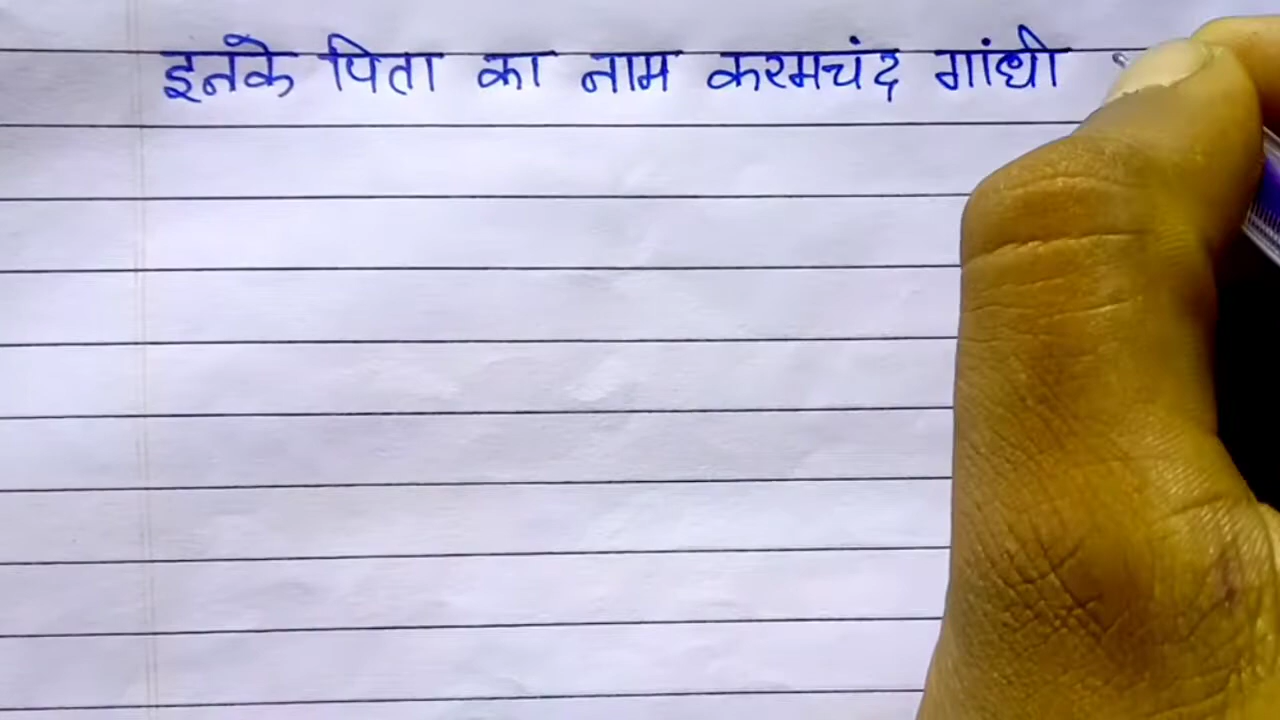 इनके पिता का नाम करमचंद गांधी